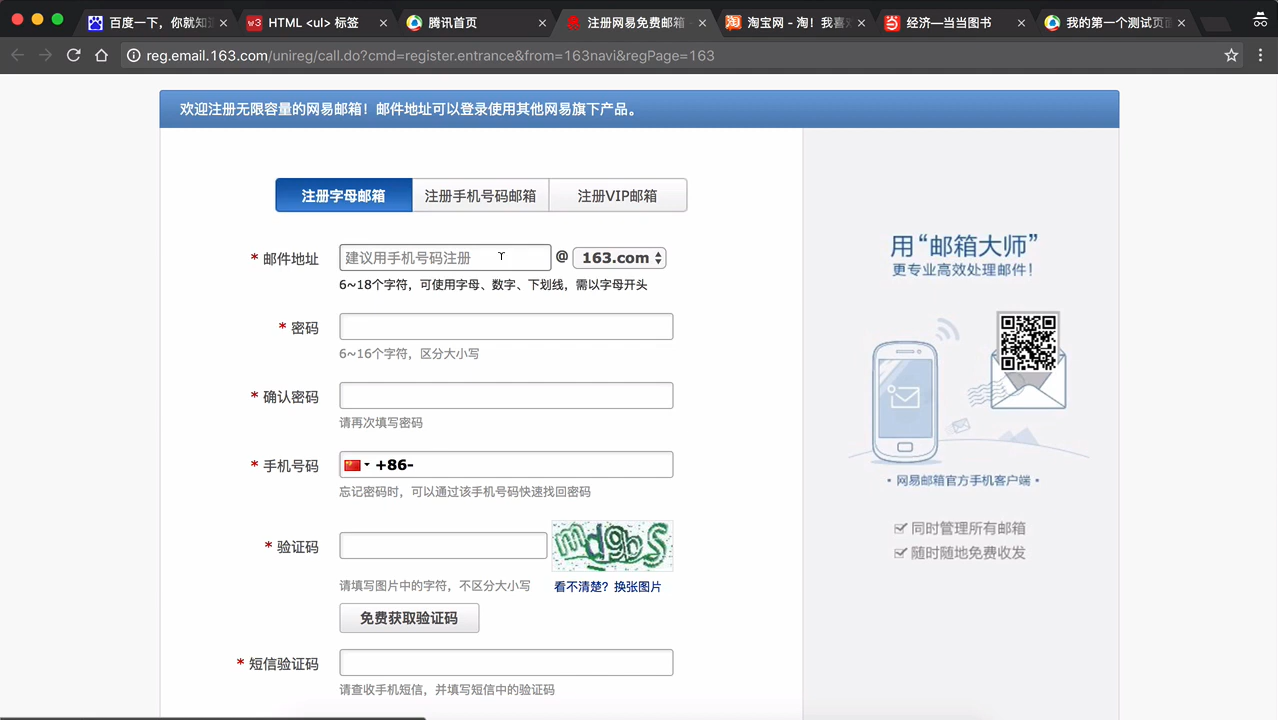 百度一下，你就知道
HTML <ul> 标签
腾讯首页
注册网易免费邮箱
淘宝网 - 淘！我喜欢
经济—当当图书
我的第一个测试页面
reg.email.163.com/unireg/call.do?cmd=register.entrance&from=163navi&regPage=163
欢迎注册无限容量的网易邮箱！邮件地址可以登录使用其他网易旗下产品。
注册字母邮箱
注册手机号码邮箱
注册VIP邮箱
* 邮件地址 建议用手机号码注册 @ 163.com
6~18个字符，可使用字母、数字、下划线，需以字母开头
* 密码
6~16个字符，区分大小写
* 确认密码
请再次填写密码
* 手机号码 +86-
忘记密码时，可以通过该手机号码快速找回密码
* 验证码 mdgbS
请填写图片中的字符，不区分大小写 看不清楚？换张图片
免费获取验证码
* 短信验证码
请查收手机短信，并填写短信中的验证码
用“邮箱大师”
更专业高效处理邮件！
• 网易邮箱官方手机客户端 •
同时管理所有邮箱
随时随地免费收发